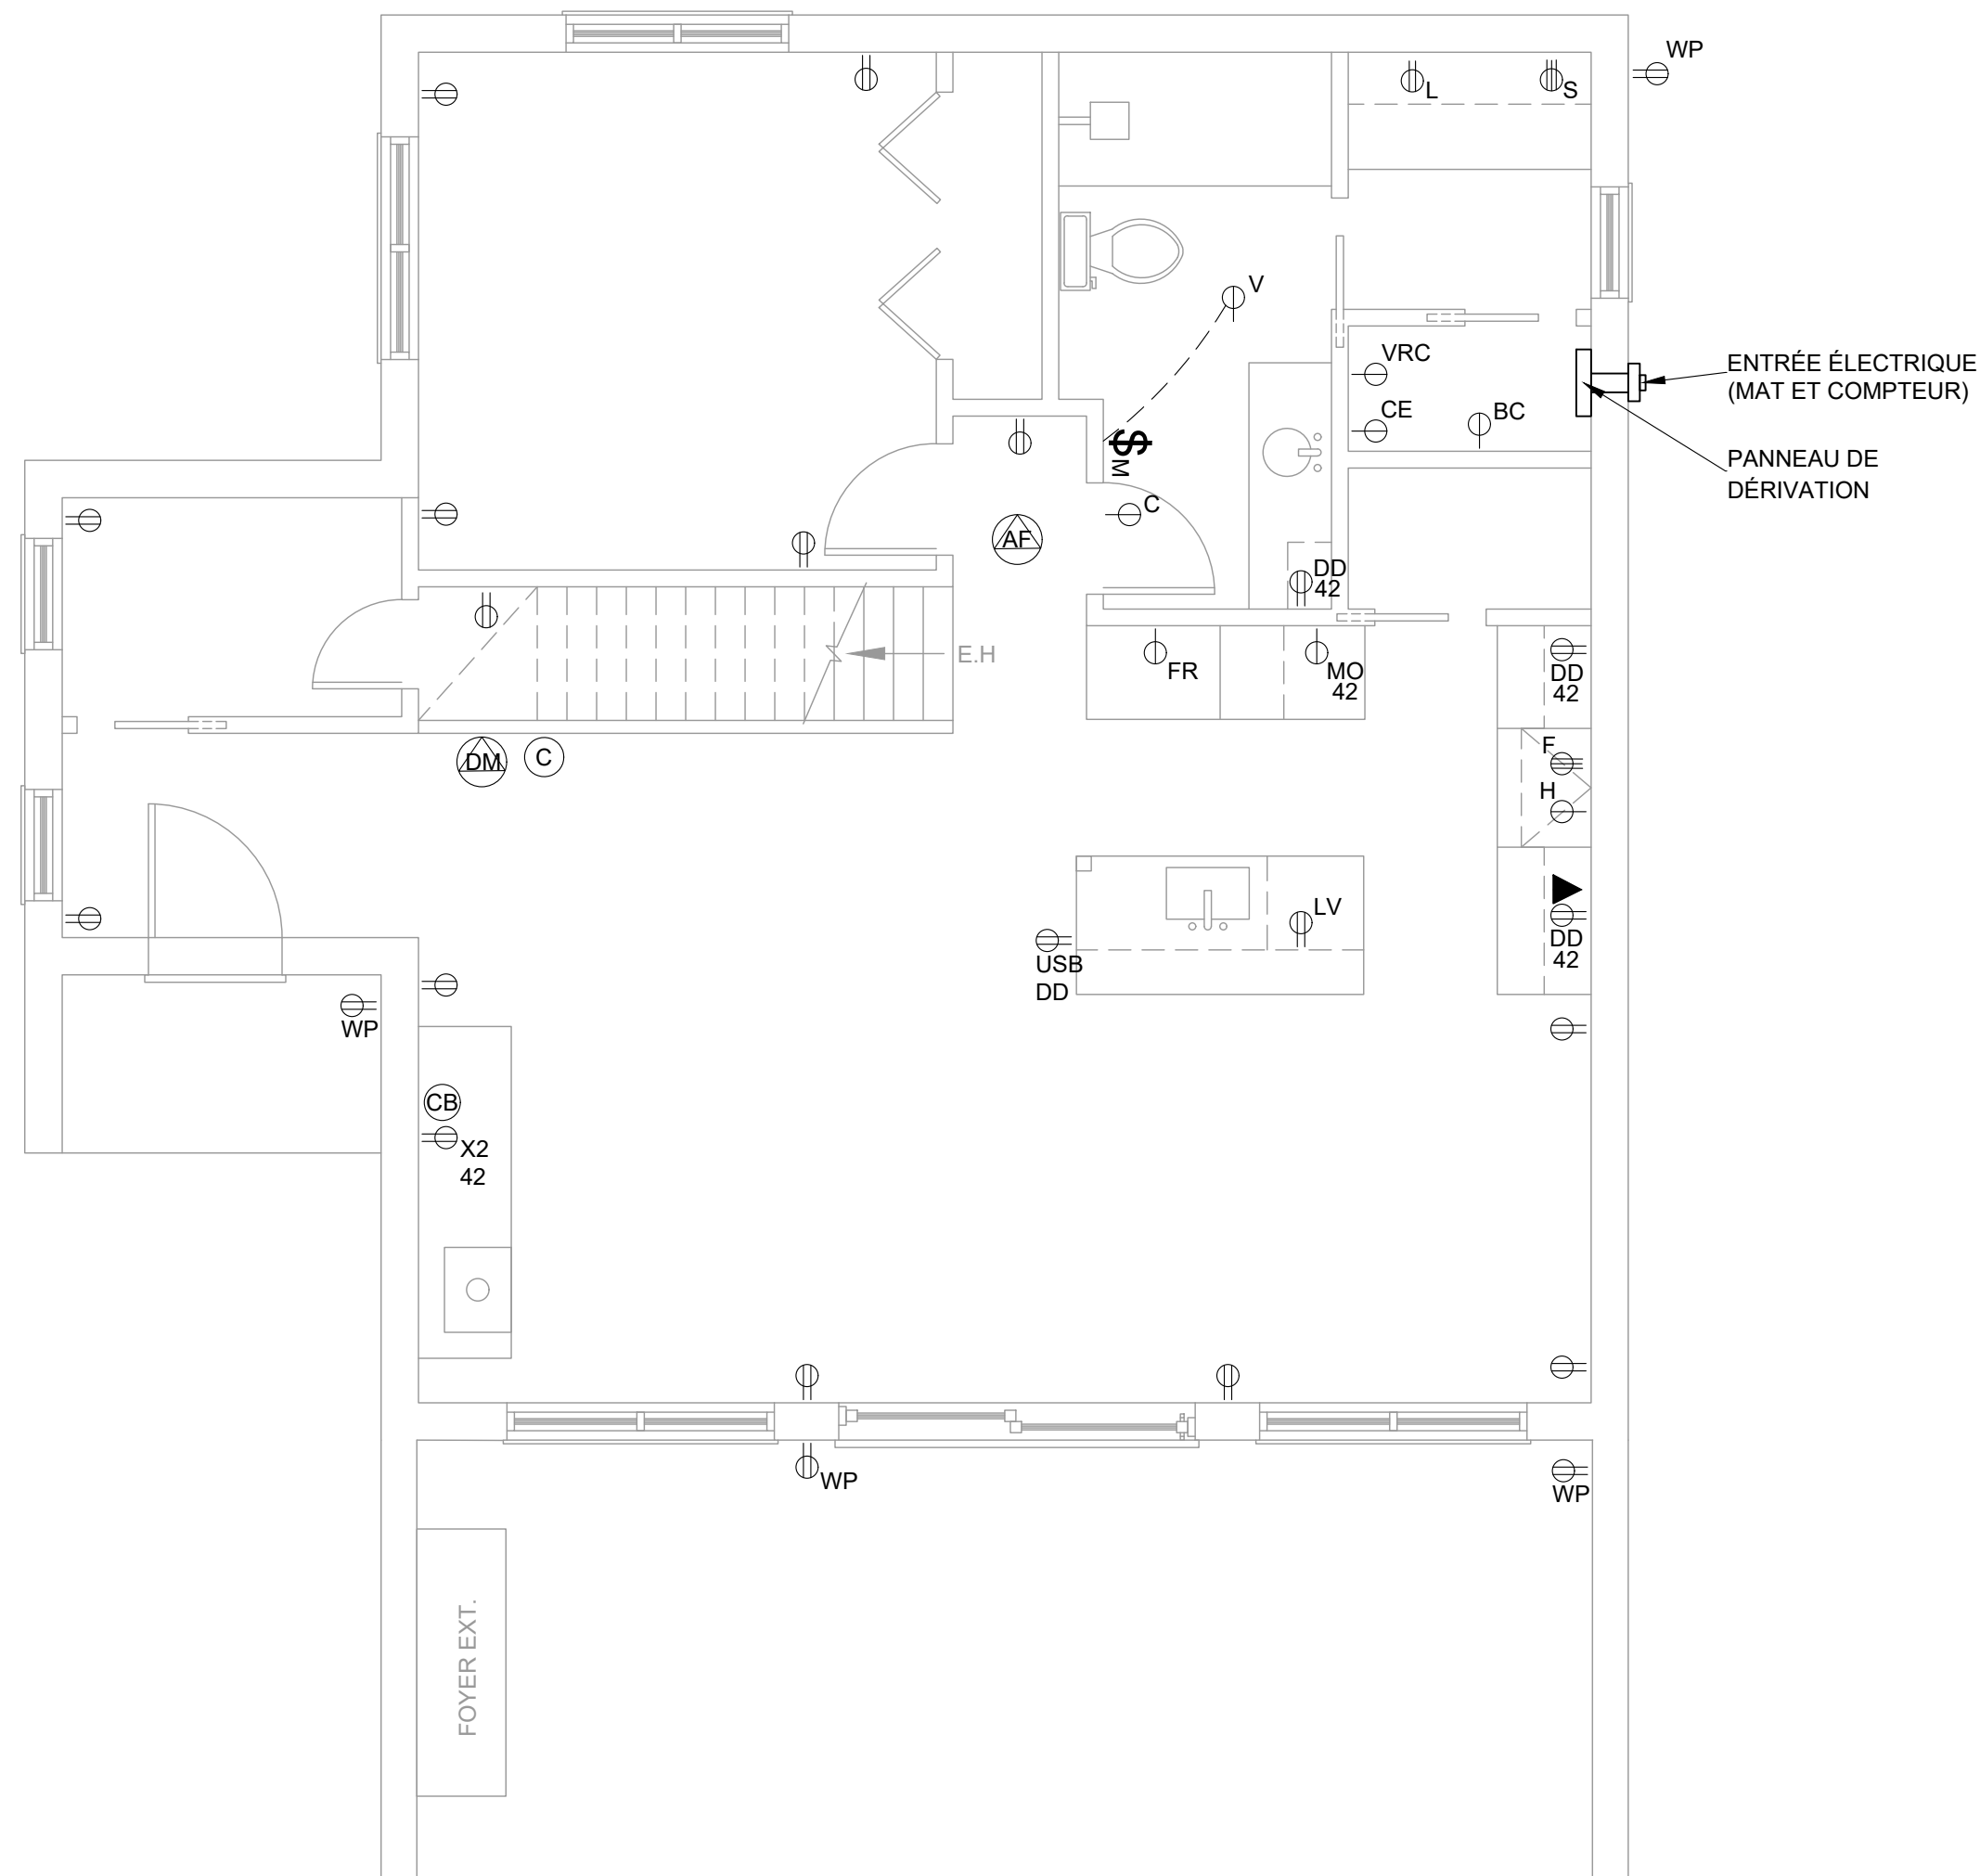 WP
L
S
V
VRC
ENTRÉE ÉLECTRIQUE
(MAT ET COMPTEUR)
CE
BC
$
M
PANNEAU DE
DÉRIVATION
C
AF
DD
42
E.H
FR
MO
42
DD
42
DM
C
F
H
LV
DD
42
USB
DD
WP
CB
X2
42
WP
WP
FOYER EXT.